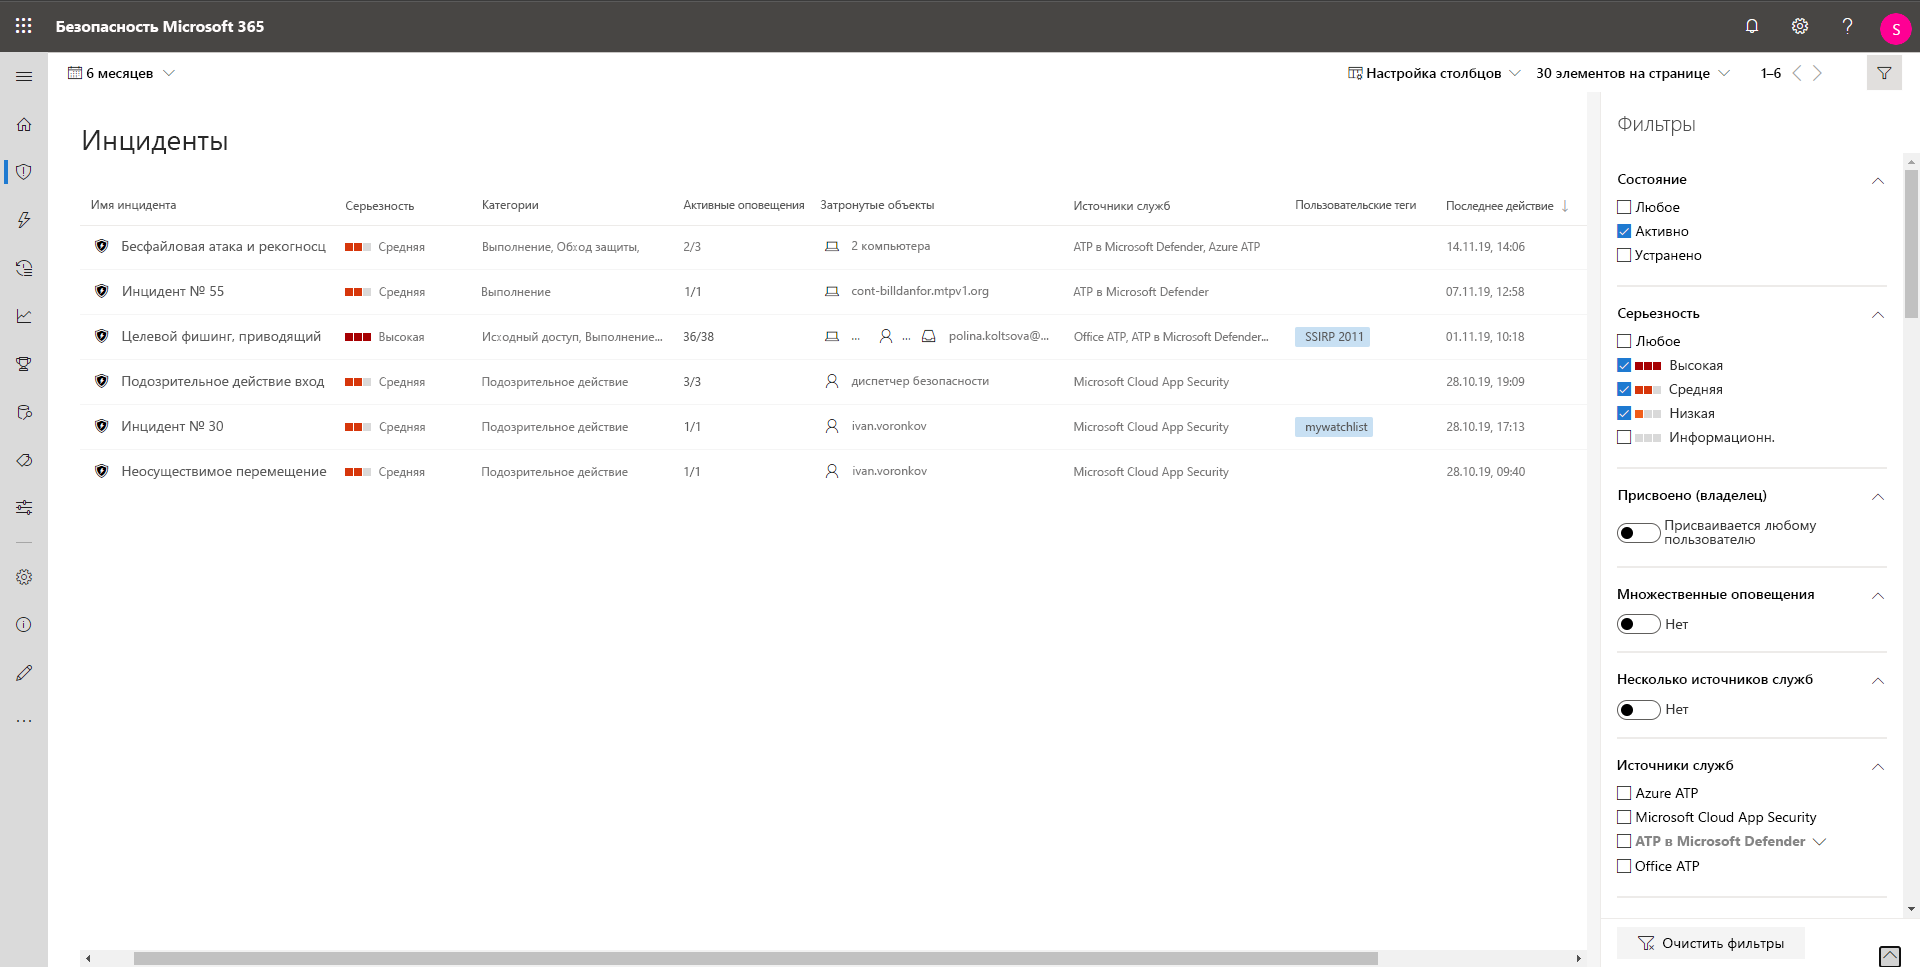 Безопасность Microsoft 365
S
6 месяцев
Настройка столбцов
30 элементов на странице
1–6
Инциденты
Имя инцидента Серьезность Категории Активные оповещения Затронутые объекты Источники служб Пользовательские теги Последнее действие ↓
Бесфайловая атака и рекогносц Средняя Выполнение, Обход защиты, 2/3 2 компьютера ATP в Microsoft Defender, Azure ATP 14.11.19, 14:06
Инцидент № 55 Средняя Выполнение 1/1 cont-billdanfor.mtpv1.org ATP в Microsoft Defender 07.11.19, 12:58
Целевой фишинг, приводящий Высокая Исходный доступ, Выполнение... 36/38 ... ... polina.koltsova@... Office ATP, ATP в Microsoft Defender... SSIRP 2011 01.11.19, 10:18
Подозрительное действие вход Средняя Подозрительное действие 3/3 диспетчер безопасности Microsoft Cloud App Security 28.10.19, 19:09
Инцидент № 30 Средняя Подозрительное действие 1/1 ivan.voronkov Microsoft Cloud App Security mywatchlist 28.10.19, 17:13
Неосуществимое перемещение Средняя Подозрительное действие 1/1 ivan.voronkov Microsoft Cloud App Security 28.10.19, 09:40
Фильтры
Состояние
Любое
Активно
Устранено
Серьезность
Любое
Высокая
Средняя
Низкая
Информационн.
Присвоено (владелец)
Присваивается любому
пользователю
Множественные оповещения
Нет
Несколько источников служб
Нет
Источники служб
Azure ATP
Microsoft Cloud App Security
ATP в Microsoft Defender
Office ATP
Очистить фильтры